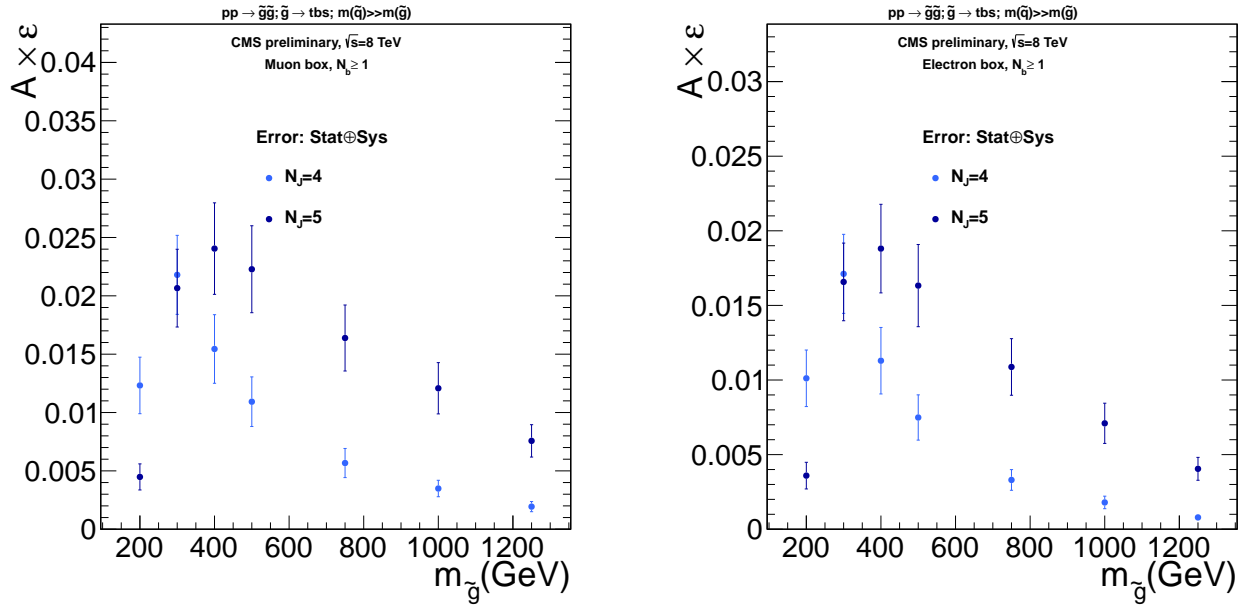 pp → g̃g̃; g̃ → tbs; m(q̃)>>m(g̃)
CMS preliminary, √s=8 TeV
Muon box, N_b ≥ 1
A × ε
Error: Stat⊕Sys
N_J=4
N_J=5
0.04
0.035
0.03
0.025
0.02
0.015
0.01
0.005
0
200 400 600 800 1000 1200
m_g̃(GeV)
pp → g̃g̃; g̃ → tbs; m(q̃)>>m(g̃)
CMS preliminary, √s=8 TeV
Electron box, N_b ≥ 1
A × ε
Error: Stat⊕Sys
N_J=4
N_J=5
0.03
0.025
0.02
0.015
0.01
0.005
0
200 400 600 800 1000 1200
m_g̃(GeV)